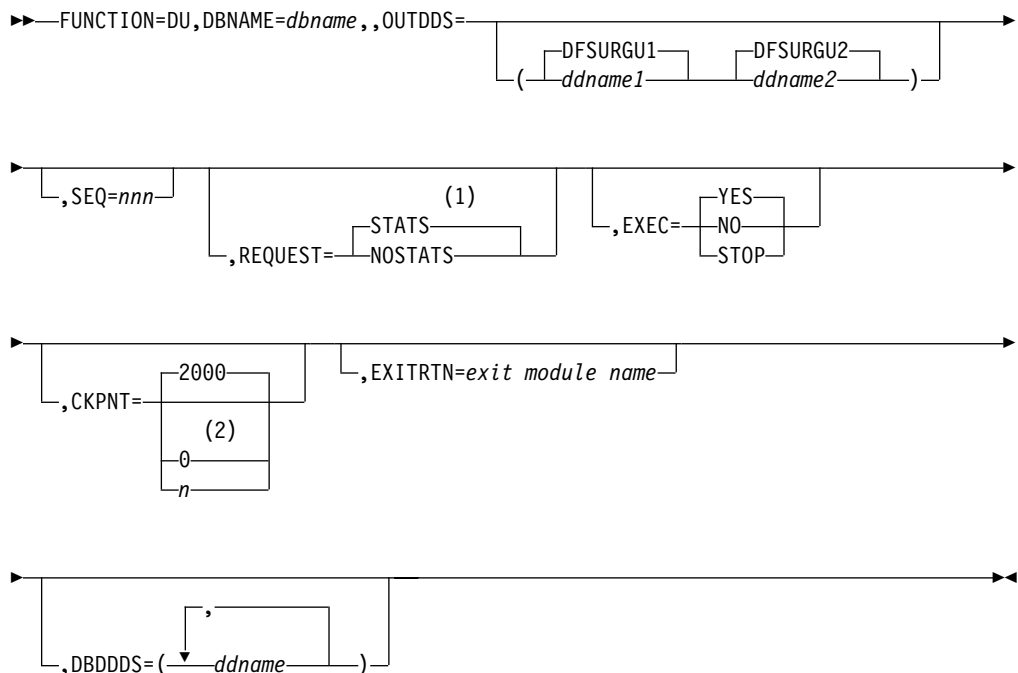 FUNCTION=DU,DBNAME=dbname,,OUTDDS=
DFSURGU1 DFSURGU2
( ddname1 ddname2 )
,SEQ=nnn
(1)
,REQUEST= STATS
NOSTATS
,EXEC= YES
NO
STOP
,CKPNT= 2000
(2)
0
n
,EXITRTN=exit module name
,
,DBDDDS=( ddname )